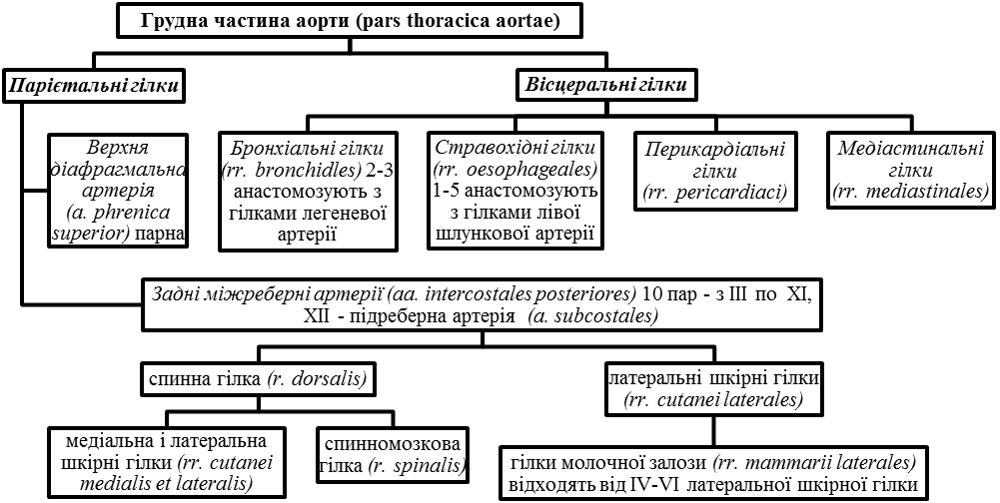 Грудна частина аорти (pars thoracica aortae)
Парієтальні гілки
Вісцеральні гілки
Верхня
діафрагмальна
артерія
(a. phrenica
superior) парна
Бронхіальні гілки
(rr. bronchidles) 2-3
анастомозують з
гілками легеневої
артерії
Стравохідні гілки
(rr. oesophageales)
1-5 анастомозують
з гілками лівої
шлункової артерії
Перикардіальні
гілки
(rr. pericardiaci)
Медіастинальні
гілки
(rr. mediastinales)
Задні міжреберні артерії (aa. intercostales posteriores) 10 пар - з III по XI,
XII - підреберна артерія (a. subcostales)
спинна гілка (r. dorsalis)
латеральні шкірні гілки
(rr. cutanei laterales)
медіальна і латеральна
шкірні гілки (rr. cutanei
medialis et lateralis)
спинномозкова
гілка (r. spinalis)
гілки молочної залози (rr. mammarii laterales)
відходять від IV-VI латеральної шкірної гілки